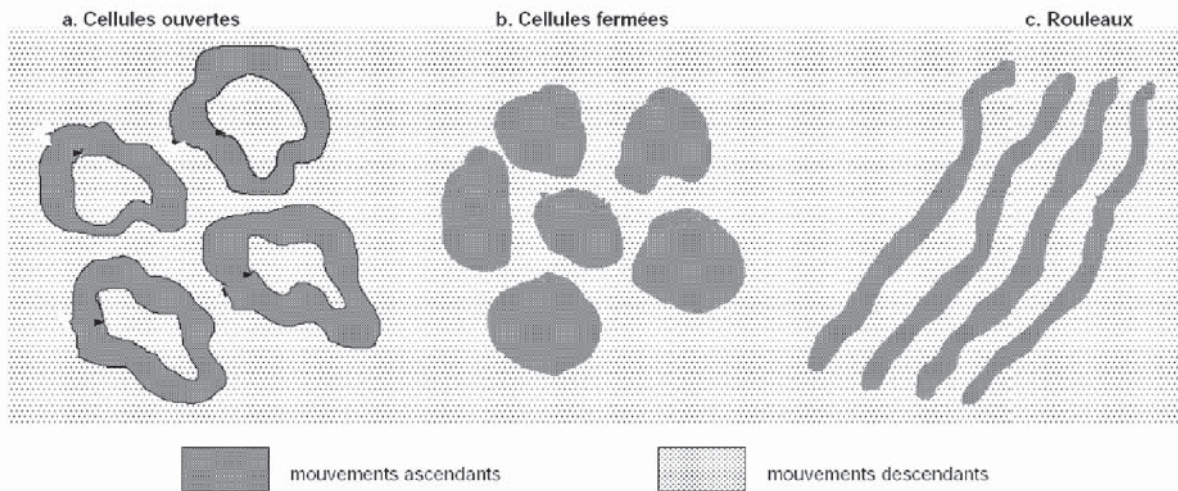 a. Cellules ouvertes
b. Cellules fermées
c. Rouleaux
mouvements ascendants
mouvements descendants